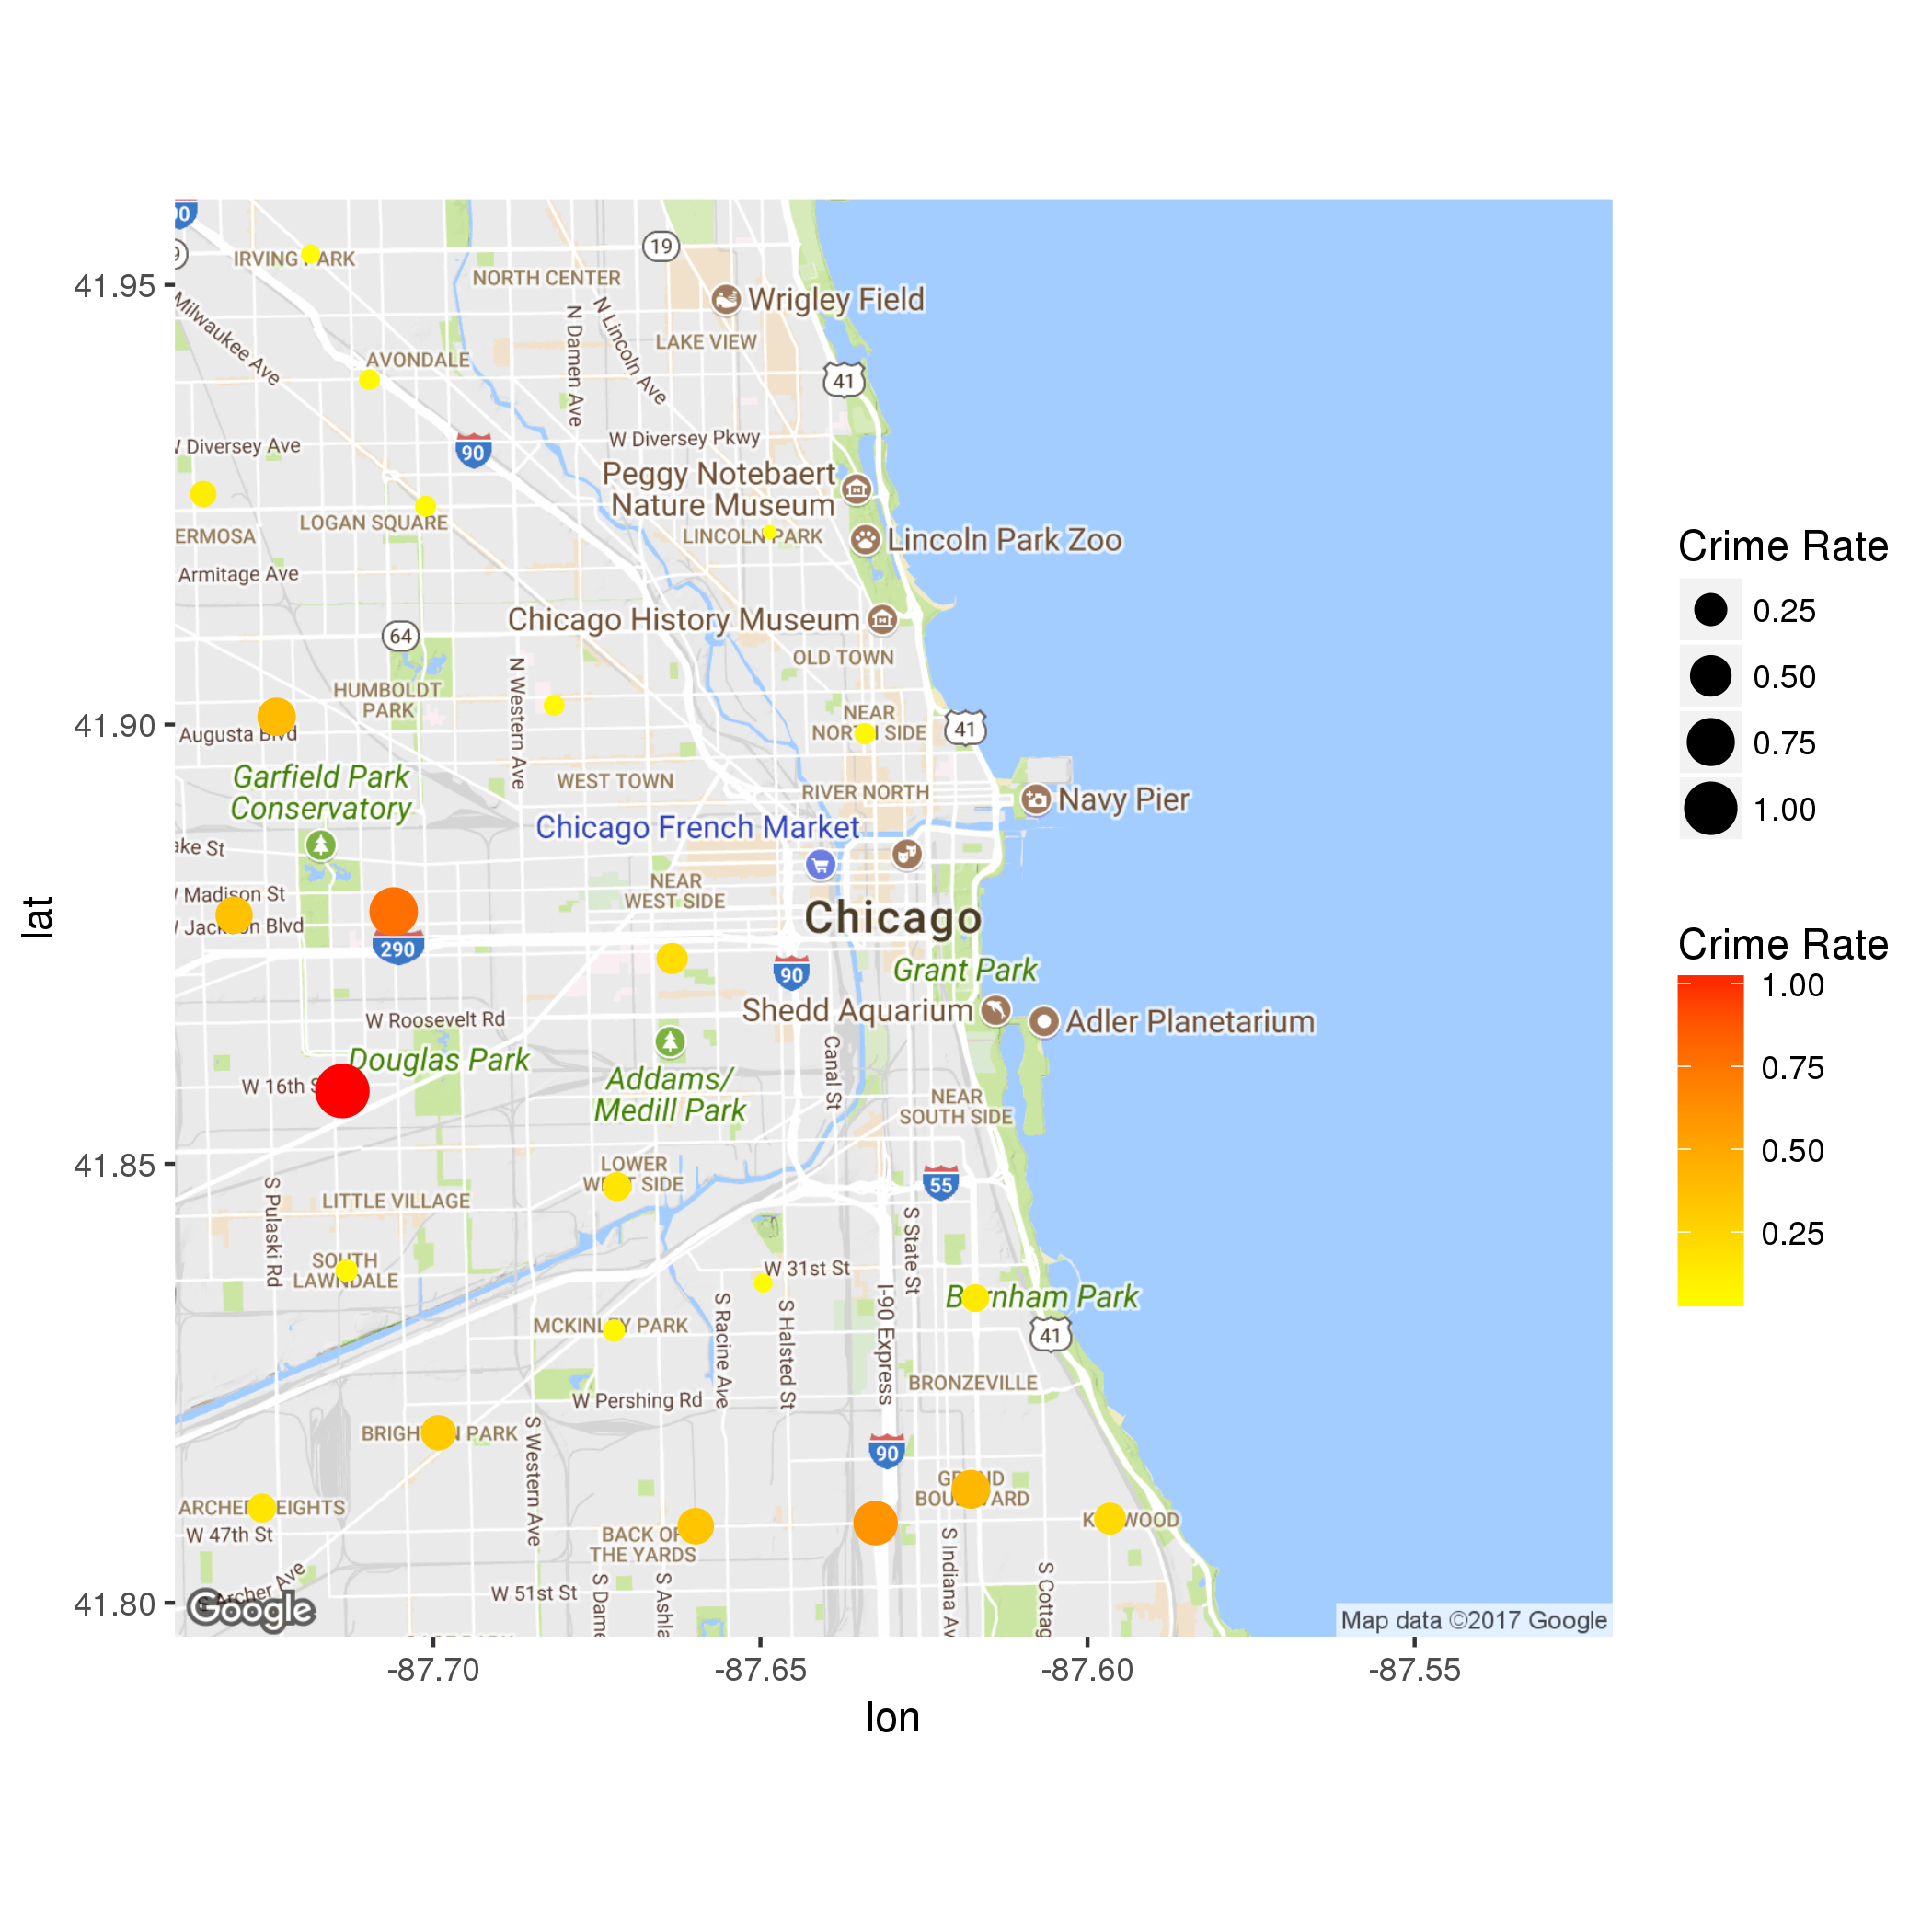 IRVING PARK
19
NORTH CENTER
Wrigley Field
Milwaukee Ave
N Damen Ave
N Lincoln Ave
LAKE VIEW
AVONDALE
41
W Diversey Ave
90
W Diversey Pkwy
Peggy Notebaert
Nature Museum
LOGAN SQUARE
ERMOSA
LINCOLN PARK
Lincoln Park Zoo
Armitage Ave
Chicago History Museum
64
OLD TOWN
N Western Ave
HUMBOLDT
PARK
NEAR
NORTH SIDE
41
Augusta Blvd
Garfield Park
Conservatory
WEST TOWN
RIVER NORTH
Navy Pier
Chicago French Market
ake St
W Madison St
NEAR
WEST SIDE
W Jackson Blvd
Chicago
290
90
Grant Park
Shedd Aquarium
Adler Planetarium
W Roosevelt Rd
Douglas Park
Canal St
W 16th S
Addams/
Medill Park
NEAR
SOUTH SIDE
LOWER
WEST SIDE
55
S Pulaski Rd
LITTLE VILLAGE
S State St
SOUTH
LAWNDALE
W 31st St
I-90 Express
Burnham Park
S Racine Ave
S Halsted St
MCKINLEY PARK
41
BRONZEVILLE
W Pershing Rd
BRIGHTON PARK
S Western Ave
90
GRAND
BOULEVARD
ARCHER HEIGHTS
W 47th St
BACK OF
THE YARDS
KENWOOD
S Indiana Av
S Archer Ave
W 51st St
S Dame
S Ashla
S Cottag
Google
Map data ©2017 Google
41.95
41.90
41.85
41.80
lat
-87.70
-87.65
-87.60
-87.55
lon
Crime Rate
0.25
0.50
0.75
1.00
Crime Rate
1.00
0.75
0.50
0.25